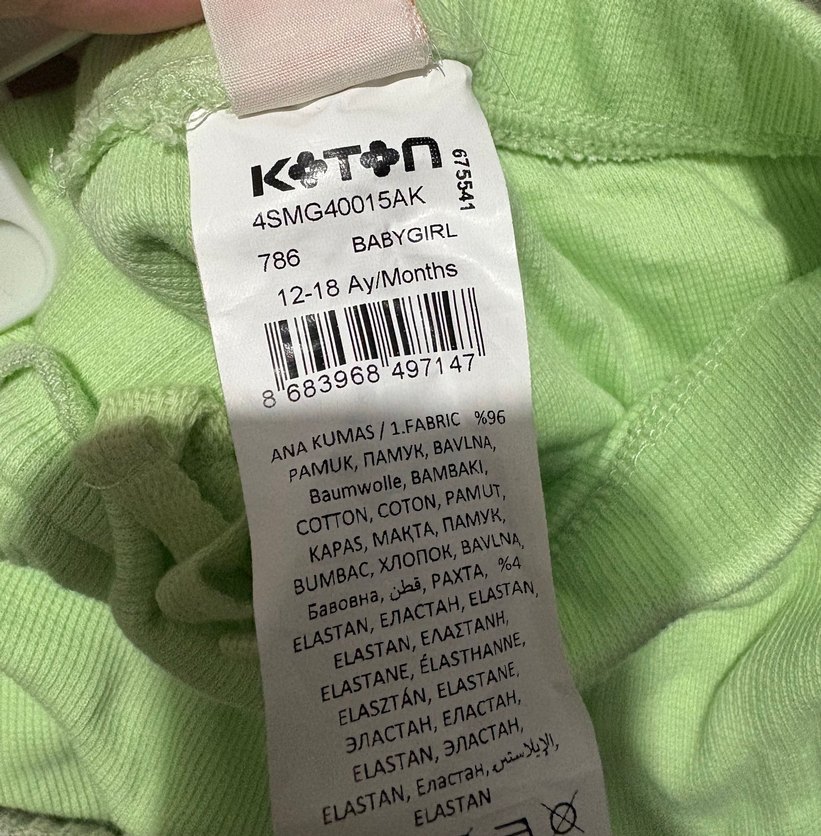 KOTON
675541
4SMG40015AK
786 BABYGIRL
12-18 Ay/Months
8 683968 497147
ANA KUMAS / 1.FABRIC %96
PAMUK, ПАМУК, BAVLNA,
Baumwolle, BAMBAKI,
COTTON, COTON, PAMUT,
KAPAS, МАҚТА, ПАМУК,
BUMBAC, ХЛОПОК, BAVLNA,
Бавовна, قطن, PAXTA, %4
ELASTAN, ЕЛАСТАН, ELASTAN,
ELASTAN, ΕΛΑΣΤΑΝΗ,
ELASTANE, ÉLASTHANNE,
ELASZTÁN, ELASTANE,
ЭЛАСТАН, ЕЛАСТАН,
ELASTAN, ЭЛАСТАН,
ELASTAN, Еластан, الإيلاستين,
ELASTAN